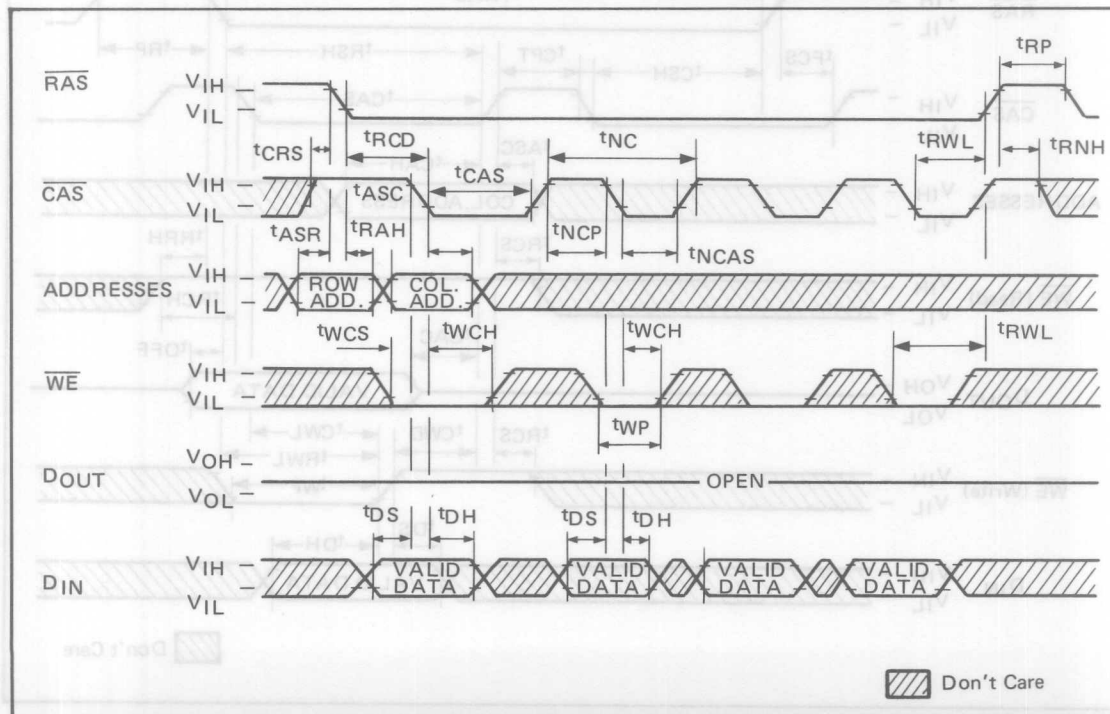 tRP
RAS
VIH
VIL
tCRS
tRCD
tNC
tRWL
tRNH
CAS
VIH
VIL
tASC
tCAS
tASR
tRAH
tNCP
tNCAS
ADDRESSES
VIH
VIL
ROW ADD.
COL. ADD.
tWCS
tWCH
tWCH
tRWL
WE
VIH
VIL
tWP
DOUT
VOH
VOL
OPEN
tDS
tDH
tDS
tDH
DIN
VIH
VIL
VALID DATA
VALID DATA
VALID DATA
VALID DATA
Don't Care